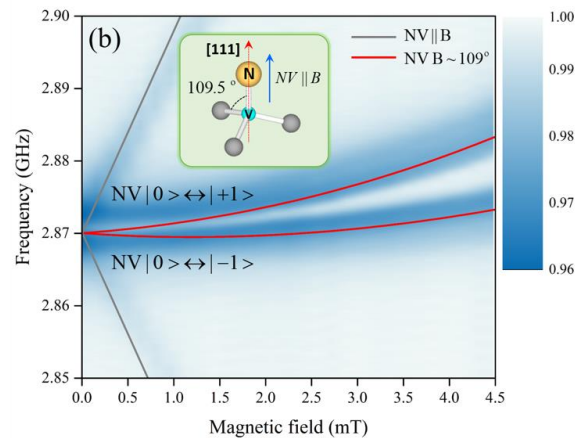 (b)
[111]
N
109.5°
NV || B
V
NV||B
NV B ~ 109°
1.00
0.99
0.98
0.97
0.96
NV |0>↔|+1>
NV |0>↔|−1>
2.90
2.89
2.88
2.87
2.86
2.85
Frequency (GHz)
0.0 0.5 1.0 1.5 2.0 2.5 3.0 3.5 4.0 4.5
Magnetic field (mT)